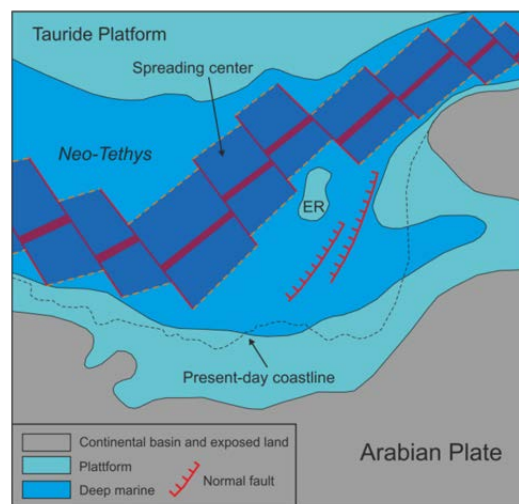 Tauride Platform
Spreading center
Neo-Tethys
ER
Present-day coastline
Arabian Plate
Continental basin and exposed land
Plattform
Normal fault
Deep marine